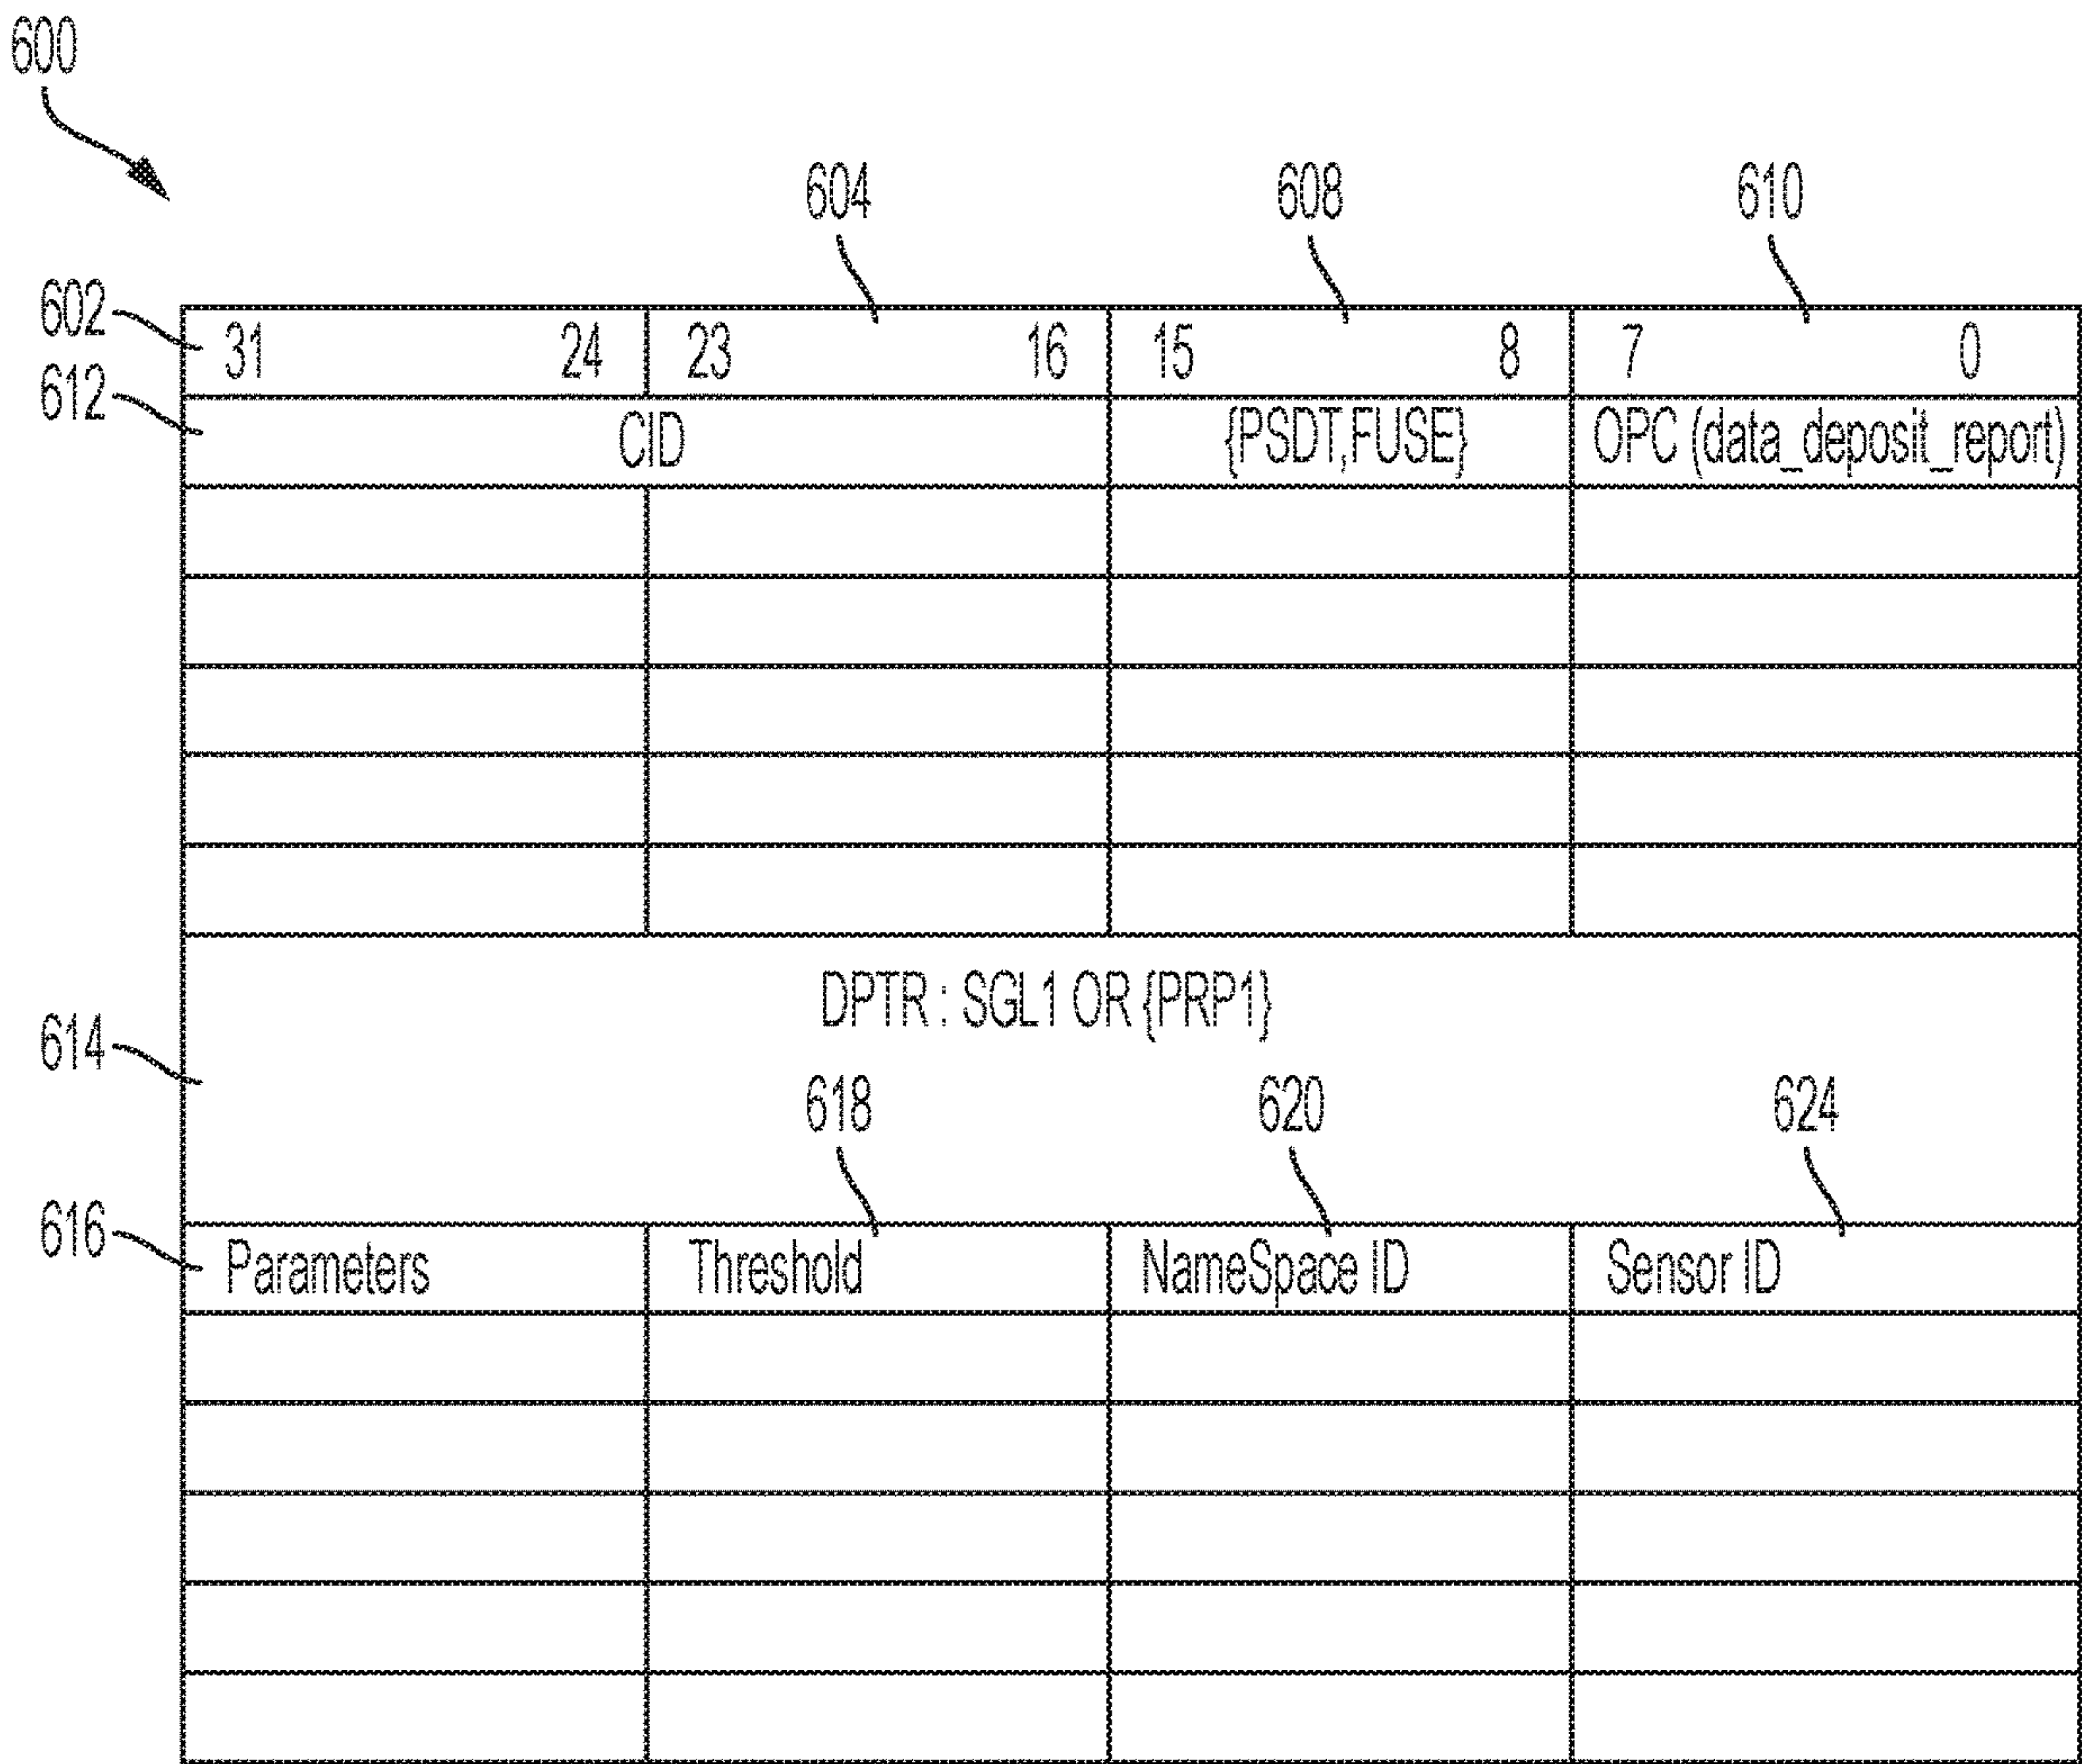 600
604 608 610
602
31 24 23 16 15 8 7 0
612
CID {PSDT,FUSE} OPC (data_deposit_report)
DPTR : SGL1 OR {PRP1}
614
618 620 624
616
Parameters Threshold NameSpace ID Sensor ID